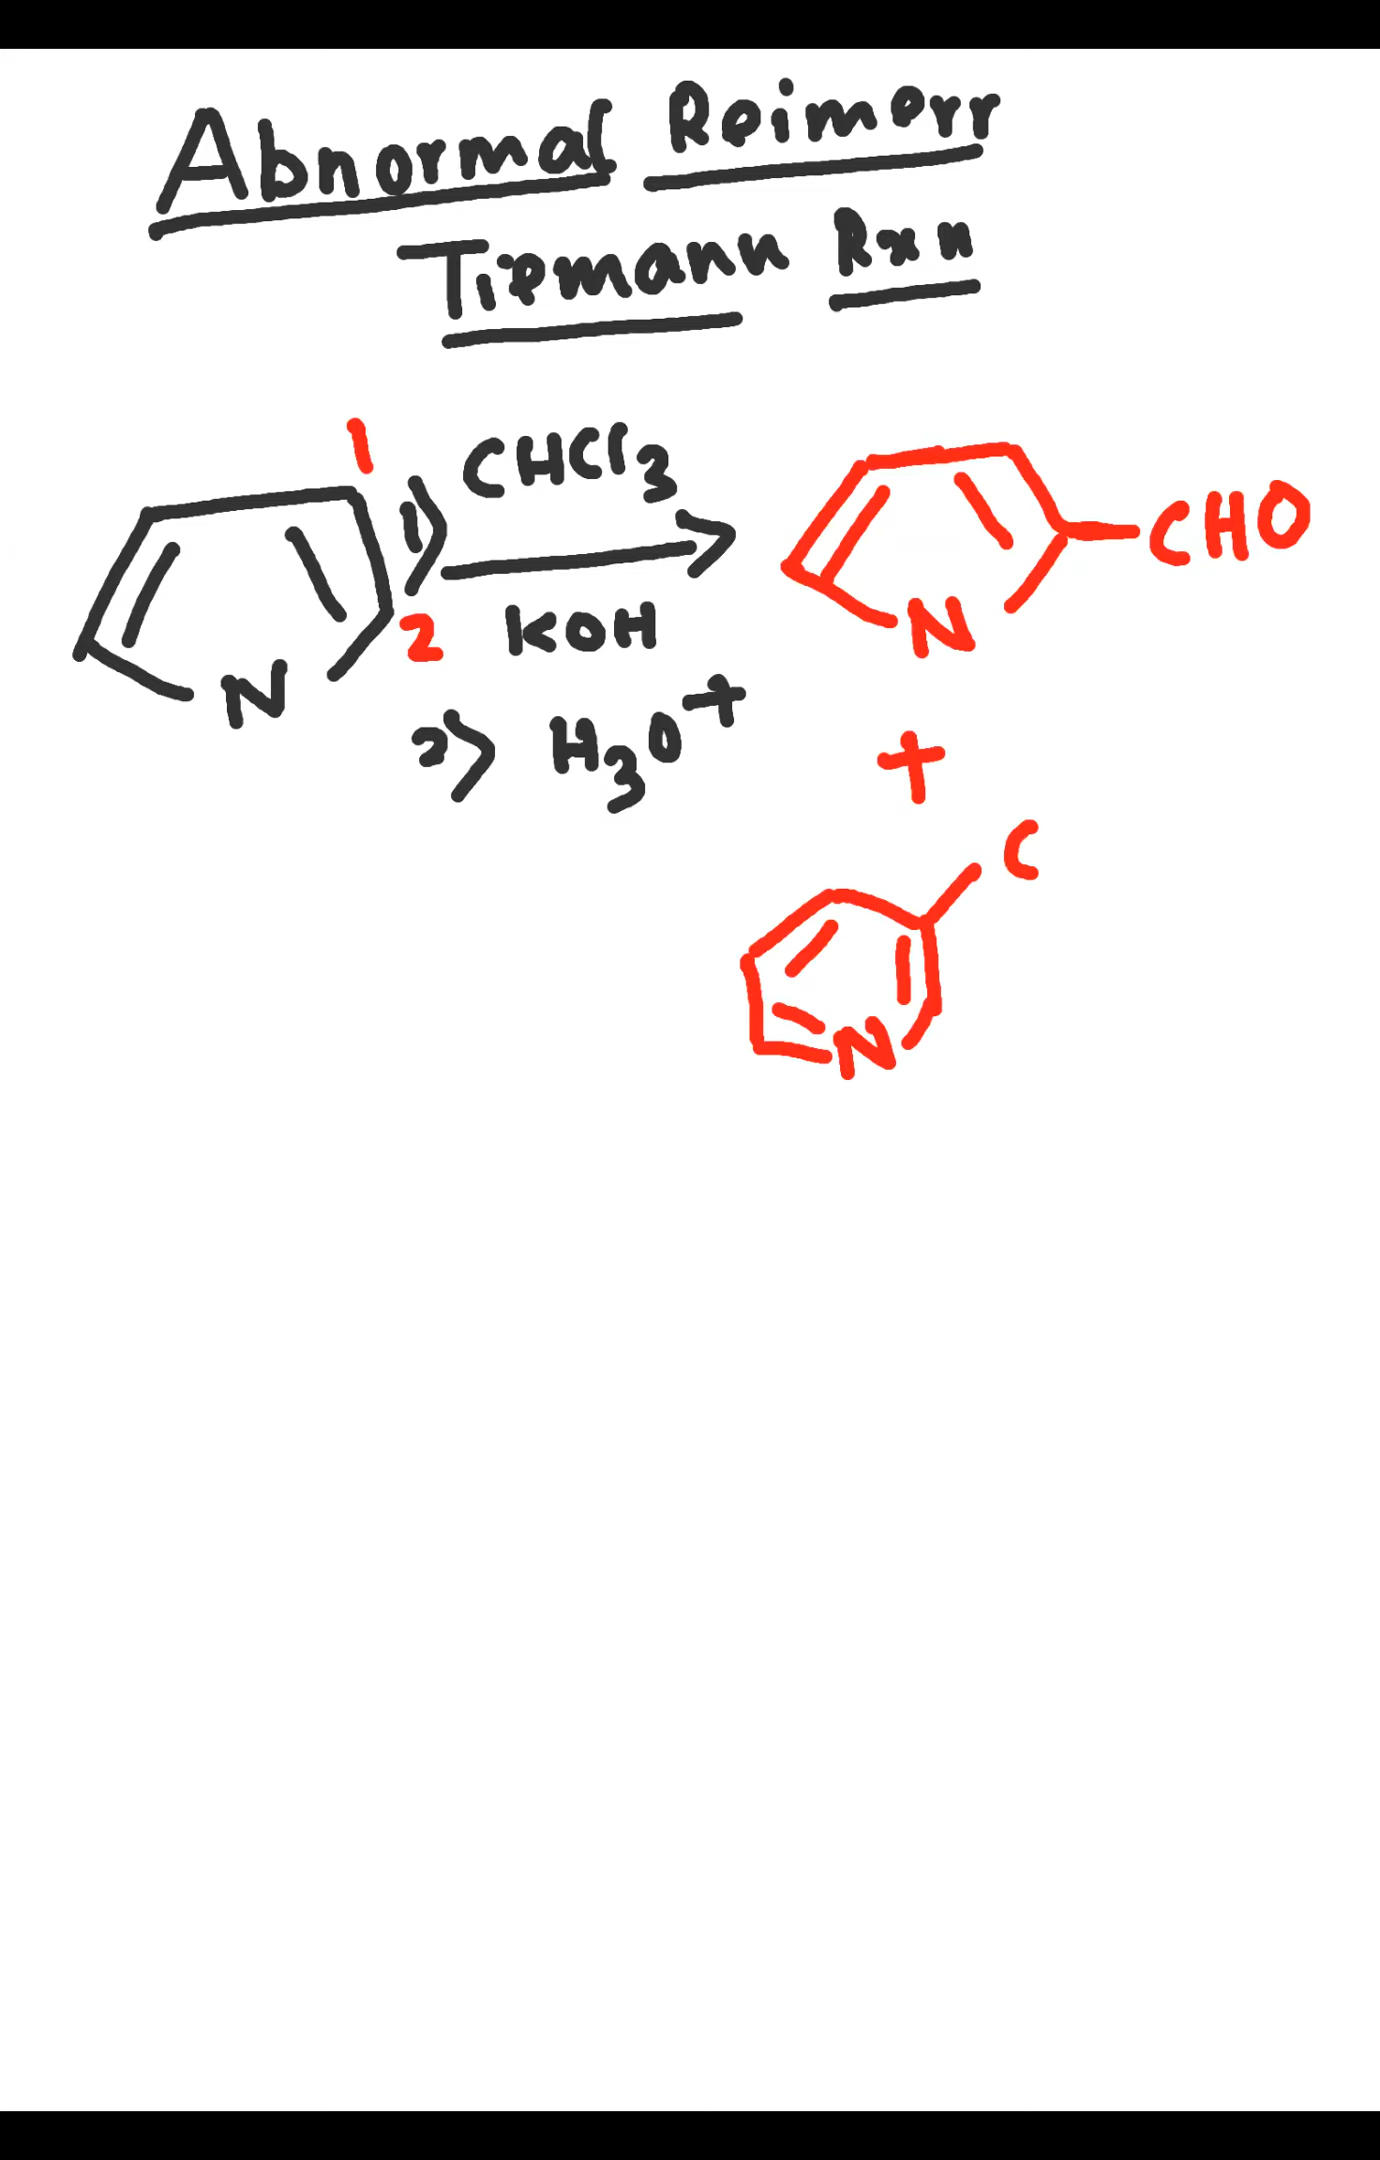 Abnormal Reimerr
Tiemann Rxn
1
1) CHCl3
2
KOH
N
2) H3O+
CHO
N
+
C
N